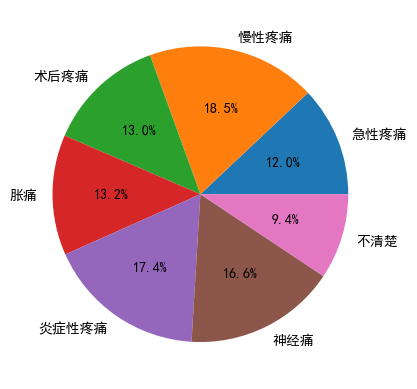 慢性疼痛
18.5%
术后疼痛
13.0%
急性疼痛
12.0%
胀痛
13.2%
不清楚
9.4%
炎症性疼痛
17.4%
神经痛
16.6%